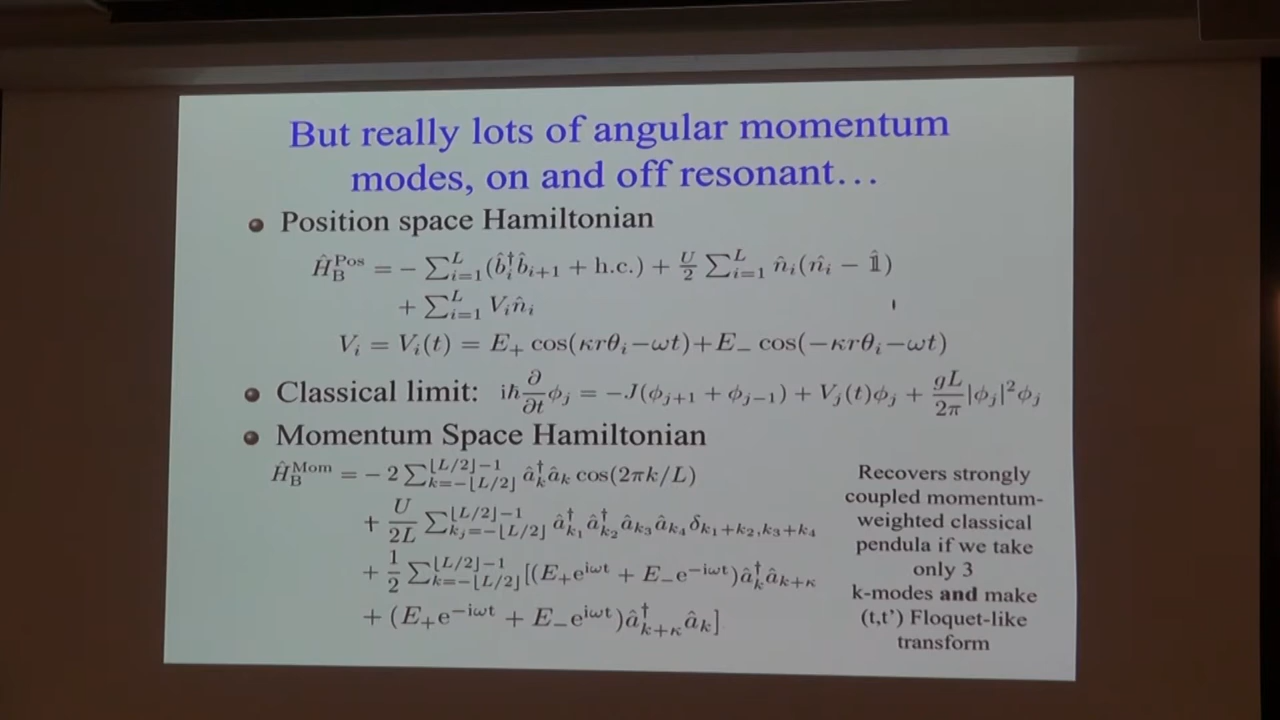 But really lots of angular momentum
modes, on and off resonant…
Position space Hamiltonian
Ĥ_B^Pos = − ∑_{i=1}^L (b̂_i^† b̂_{i+1} + h.c.) + U/2 ∑_{i=1}^L n̂_i(n̂_i − 𝟙̂)
+ ∑_{i=1}^L V_i n̂_i
V_i = V_i(t) = E_+ cos(κrθ_i−ωt)+E_− cos(−κrθ_i−ωt)
Classical limit: iħ ∂/∂t ϕ_j = −J(ϕ_{j+1} + ϕ_{j−1}) + V_j(t)ϕ_j + gL/2π |ϕ_j|²ϕ_j
Momentum Space Hamiltonian
Ĥ_B^Mom = − 2 ∑_{k=−⌊L/2⌋}^{⌊L/2⌋−1} â_k^† â_k cos(2πk/L)
+ U/2L ∑_{k_j=−⌊L/2⌋}^{⌊L/2⌋−1} â_{k_1}^† â_{k_2}^† â_{k_3} â_{k_4} δ_{k_1+k_2,k_3+k_4}
+ 1/2 ∑_{k=−⌊L/2⌋}^{⌊L/2⌋−1} [(E_+e^{iωt} + E_−e^{−iωt})â_k^† â_{k+κ}
+ (E_+e^{−iωt} + E_−e^{iωt})â_{k+κ}^† â_k]
Recovers strongly
coupled momentum-
weighted classical
pendula if we take
only 3
k-modes and make
(t,t') Floquet-like
transform